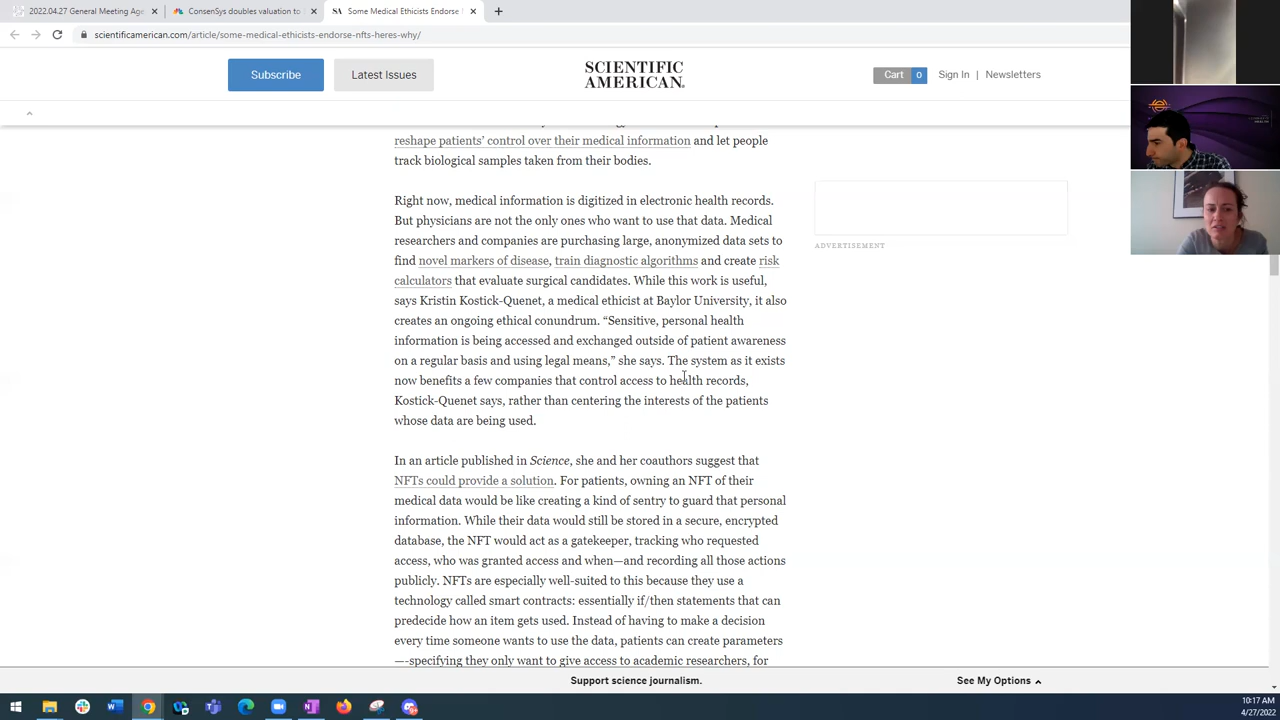 2022.04.27 General Meeting Age
ConsenSys doubles valuation to
SA Some Medical Ethicists Endorse
scientificamerican.com/article/some-medical-ethicists-endorse-nfts-heres-why/
Subscribe
Latest Issues
SCIENTIFIC
AMERICAN®
Cart 0 Sign In | Newsletters
reshape patients’ control over their medical information and let people
track biological samples taken from their bodies.
Right now, medical information is digitized in electronic health records.
But physicians are not the only ones who want to use that data. Medical
researchers and companies are purchasing large, anonymized data sets to
find novel markers of disease, train diagnostic algorithms and create risk
calculators that evaluate surgical candidates. While this work is useful,
says Kristin Kostick-Quenet, a medical ethicist at Baylor University, it also
creates an ongoing ethical conundrum. “Sensitive, personal health
information is being accessed and exchanged outside of patient awareness
on a regular basis and using legal means,” she says. The system as it exists
now benefits a few companies that control access to health records,
Kostick-Quenet says, rather than centering the interests of the patients
whose data are being used.
ADVERTISEMENT
In an article published in Science, she and her coauthors suggest that
NFTs could provide a solution. For patients, owning an NFT of their
medical data would be like creating a kind of sentry to guard that personal
information. While their data would still be stored in a secure, encrypted
database, the NFT would act as a gatekeeper, tracking who requested
access, who was granted access and when—and recording all those actions
publicly. NFTs are especially well-suited to this because they use a
technology called smart contracts: essentially if/then statements that can
predecide how an item gets used. Instead of having to make a decision
every time someone wants to use the data, patients can create parameters
—-specifying they only want to give access to academic researchers, for
Support science journalism.
See My Options
10:17 AM
4/27/2022